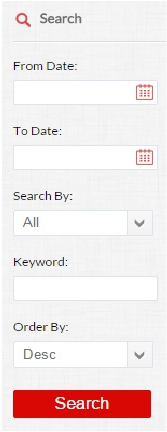 Search
From Date:
To Date:
Search By:
All
Keyword:
Order By:
Desc
Search